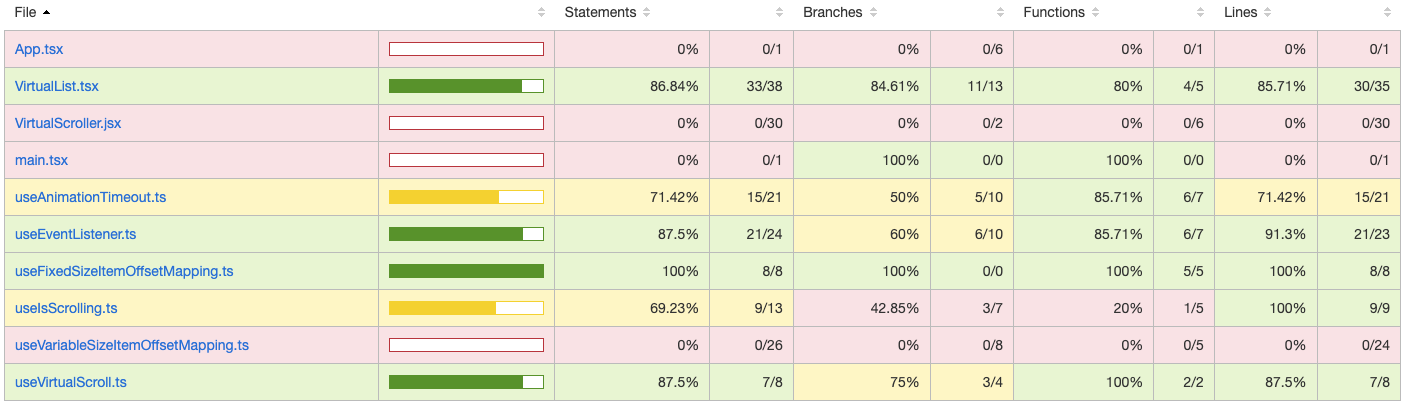 File Statements Branches Functions Lines
App.tsx 0% 0/1 0% 0/6 0% 0/1 0% 0/1
VirtualList.tsx 86.84% 33/38 84.61% 11/13 80% 4/5 85.71% 30/35
VirtualScroller.jsx 0% 0/30 0% 0/2 0% 0/6 0% 0/30
main.tsx 0% 0/1 100% 0/0 100% 0/0 0% 0/1
useAnimationTimeout.ts 71.42% 15/21 50% 5/10 85.71% 6/7 71.42% 15/21
useEventListener.ts 87.5% 21/24 60% 6/10 85.71% 6/7 91.3% 21/23
useFixedSizeItemOffsetMapping.ts 100% 8/8 100% 0/0 100% 5/5 100% 8/8
useIsScrolling.ts 69.23% 9/13 42.85% 3/7 20% 1/5 100% 9/9
useVariableSizeItemOffsetMapping.ts 0% 0/26 0% 0/8 0% 0/5 0% 0/24
useVirtualScroll.ts 87.5% 7/8 75% 3/4 100% 2/2 87.5% 7/8